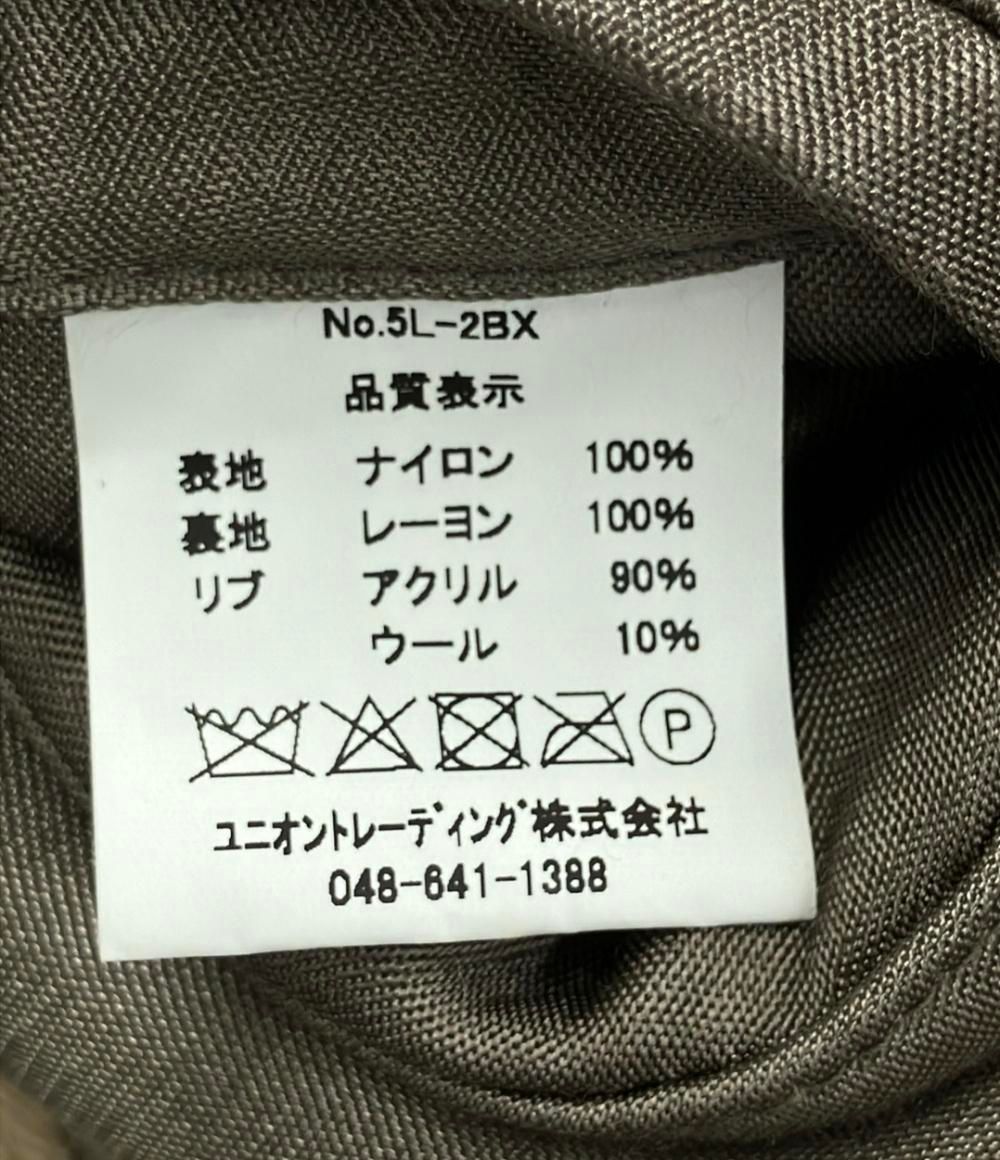 No.5L-2BX
品質表示
表地 ナイロン 100%
裏地 レーヨン 100%
リブ アクリル 90%
ウール 10%
P
ユニオントレーディング株式会社
048-641-1388